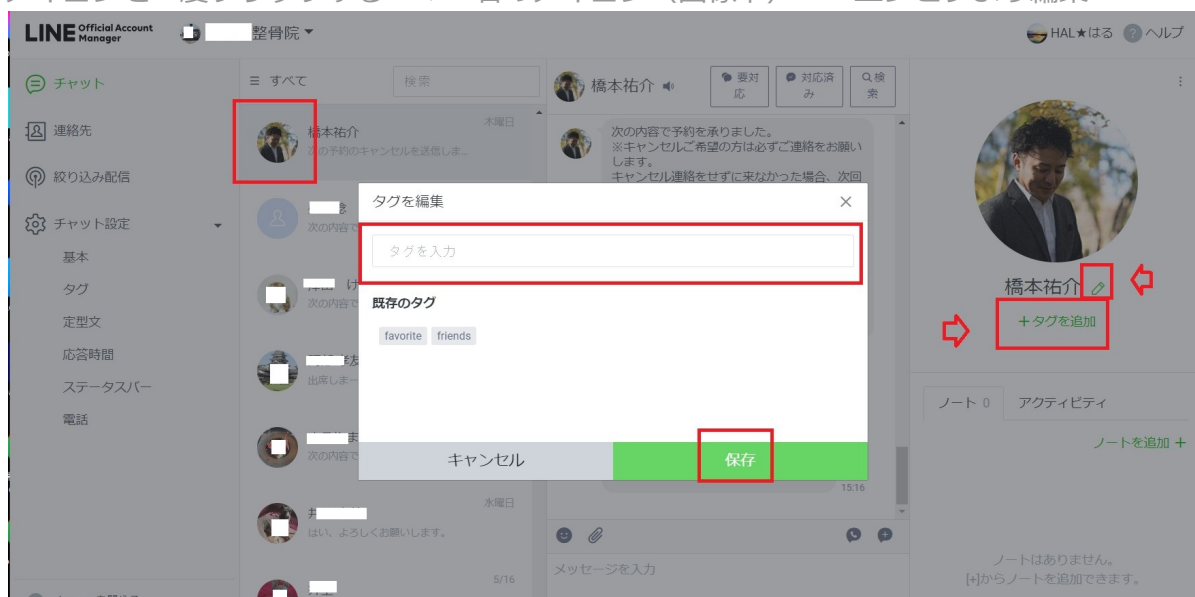 LINE Official Account Manager
整骨院
HAL★はる
ヘルプ
チャット
連絡先
絞り込み配信
チャット設定
基本
タグ
定型文
応答時間
ステータスバー
電話
すべて
検索
橋本祐介
木曜日
次の予約のキャンセルを送信しま...
次の内容で
次の内容で
出席しまー
次の内容で
水曜日
はい、よろしくお願いします。
5/16
橋本祐介
要対応
対応済み
検索
次の内容で予約を承りました。
※キャンセルご希望の方は必ずご連絡をお願い
します。
キャンセル連絡をせずに来なかった場合、次回
タグを編集
タグを入力
既存のタグ
favorite friends
キャンセル
保存
15:16
メッセージを入力
橋本祐介
+タグを追加
ノート 0
アクティビティ
ノートを追加 +
ノートはありません。
[+]からノートを追加できます。